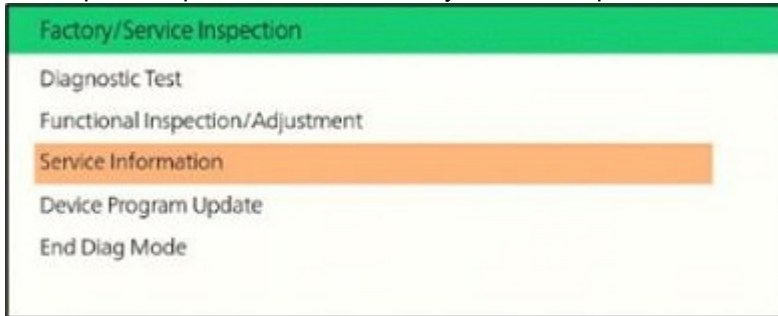 Factory/Service Inspection
Diagnostic Test
Functional Inspection/Adjustment
Service Information
Device Program Update
End Diag Mode